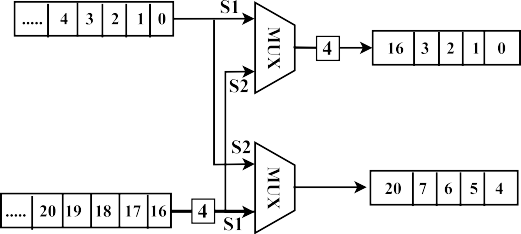 ..... 4 3 2 1 0
S1
MUX
4
16 3 2 1 0
S2
S2
MUX
20 7 6 5 4
..... 20 19 18 17 16
4
S1